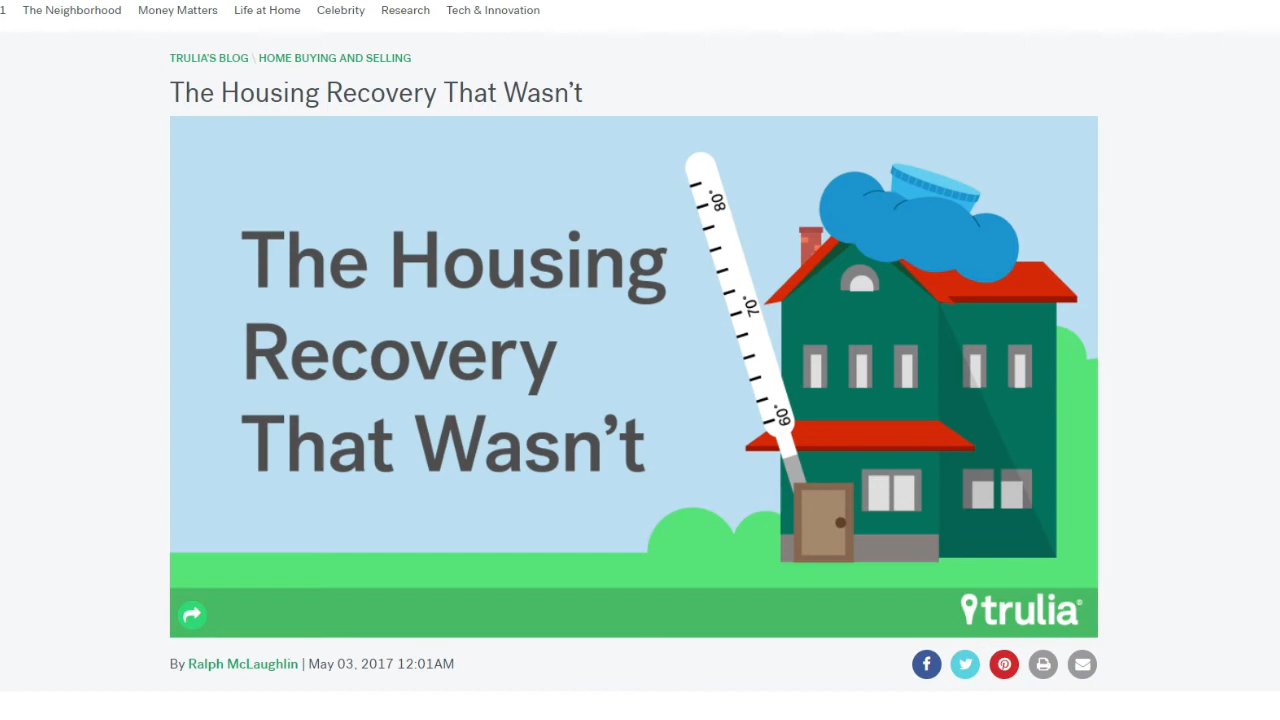 1 The Neighborhood Money Matters Life at Home Celebrity Research Tech & Innovation
TRULIA'S BLOG \ HOME BUYING AND SELLING
The Housing Recovery That Wasn’t
The Housing
Recovery
That Wasn’t
80°
70°
60°
trulia®
By Ralph McLaughlin | May 03, 2017 12:01AM